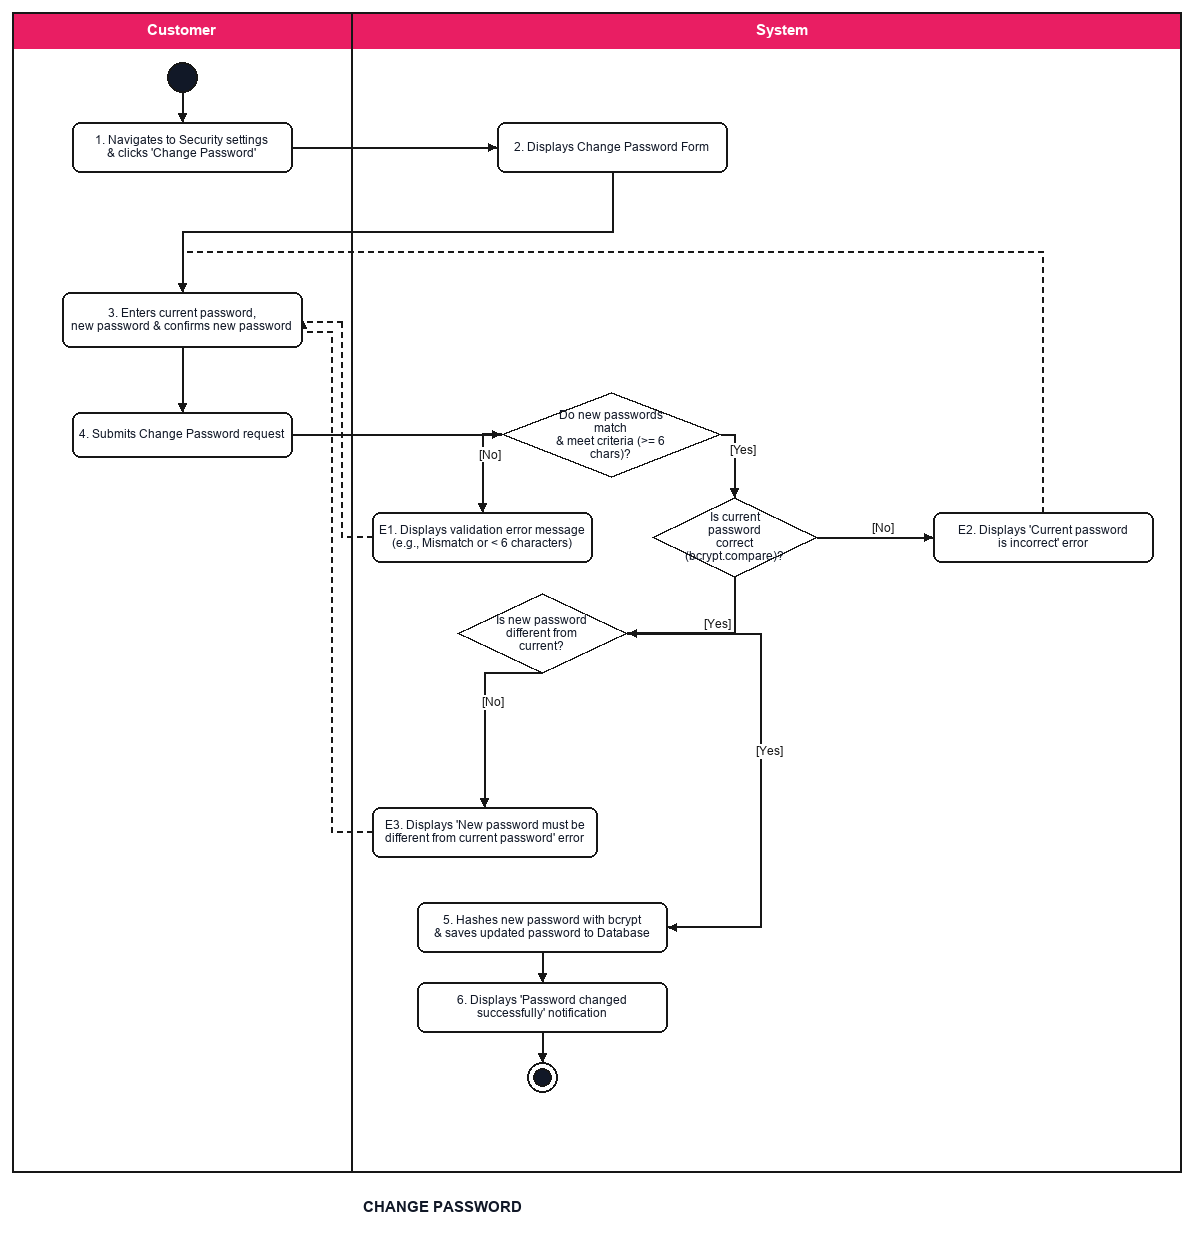 Customer
System
1. Navigates to Security settings
& clicks 'Change Password'
2. Displays Change Password Form
3. Enters current password,
new password & confirms new password
4. Submits Change Password request
Do new passwords
match
& meet criteria (>= 6
chars)?
[No]
[Yes]
E1. Displays validation error message
(e.g., Mismatch or < 6 characters)
Is current
password
correct
(bcrypt.compare)?
[No]
E2. Displays 'Current password
is incorrect' error
[Yes]
Is new password
different from
current?
[No]
[Yes]
E3. Displays 'New password must be
different from current password' error
5. Hashes new password with bcrypt
& saves updated password to Database
6. Displays 'Password changed
successfully' notification
CHANGE PASSWORD